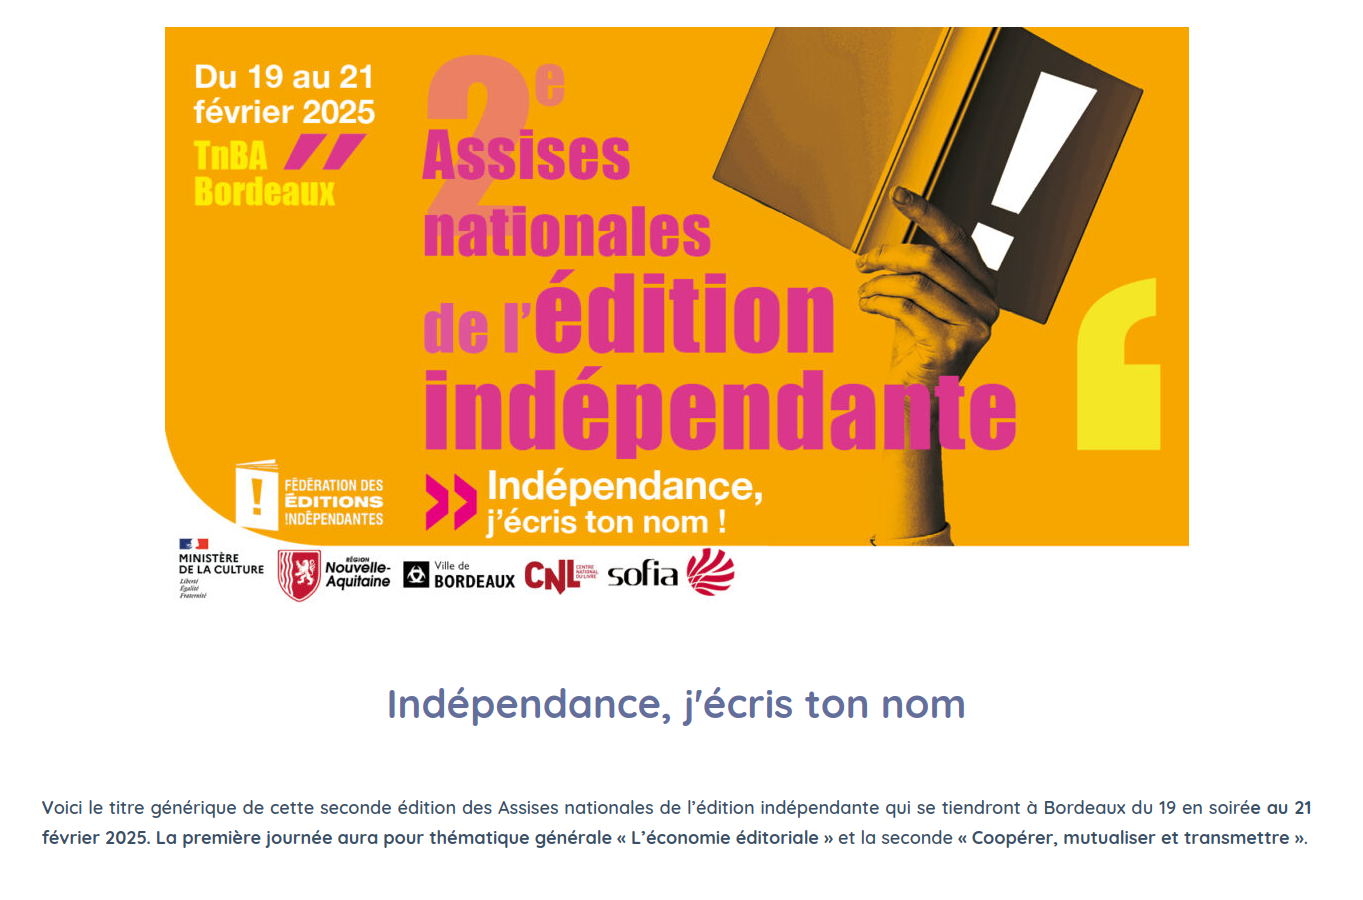 Du 19 au 21
février 2025
TnBA
Bordeaux
2e
Assises
nationales
de l’édition
indépendante
Indépendance,
j’écris ton nom !
!
FÉDÉRATION DES
ÉDITIONS
!NDÉPENDANTES
MINISTÈRE
DE LA CULTURE
Liberté
Égalité
Fraternité
RÉGION
Nouvelle-
Aquitaine
Ville de
BORDEAUX
CNL
CENTRE
NATIONAL
DU LIVRE
sofia
Indépendance, j'écris ton nom
Voici le titre générique de cette seconde édition des Assises nationales de l’édition indépendante qui se tiendront à Bordeaux du 19 en soirée au 21
février 2025. La première journée aura pour thématique générale « L’économie éditoriale » et la seconde « Coopérer, mutualiser et transmettre ».